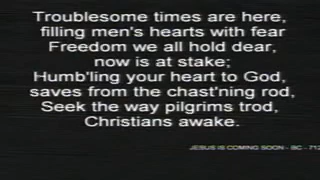 Troublesome times are here,
filling men's hearts with fear
Freedom we all hold dear,
now is at stake;
Humb'ling your heart to God,
saves from the chast'ning rod,
Seek the way pilgrims trod,
Christians awake.
JESUS IS COMING SOON - BC - 712